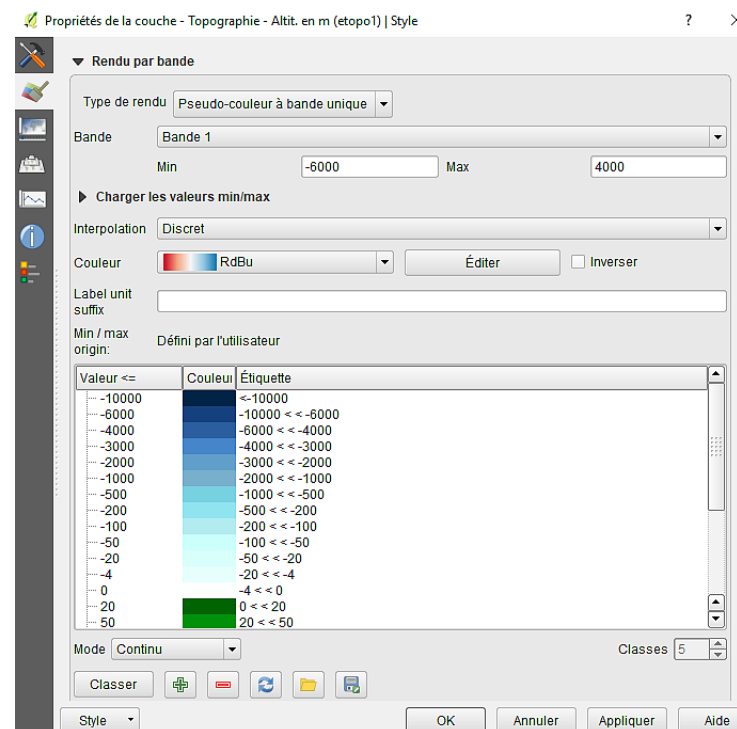 Propriétés de la couche - Topographie - Altit. en m (etopo1) | Style ?
Rendu par bande
Type de rendu Pseudo-couleur à bande unique
Bande Bande 1
Min -6000 Max 4000
Charger les valeurs min/max
Interpolation Discret
Couleur RdBu Éditer Inverser
Label unit
suffix
Min / max
origin: Défini par l'utilisateur
Valeur <= Couleur Étiquette
-10000 <-10000
-6000 -10000 < <-6000
-4000 -6000 < <-4000
-3000 -4000 < <-3000
-2000 -3000 < <-2000
-1000 -2000 < <-1000
-500 -1000 < <-500
-200 -500 < <-200
-100 -200 < <-100
-50 -100 < <-50
-20 -50 < <-20
-4 -20 < <-4
0 -4 < <0
20 0 < <20
50 20 < <50
Mode Continu Classes 5
Classer
Style OK Annuler Appliquer Aide